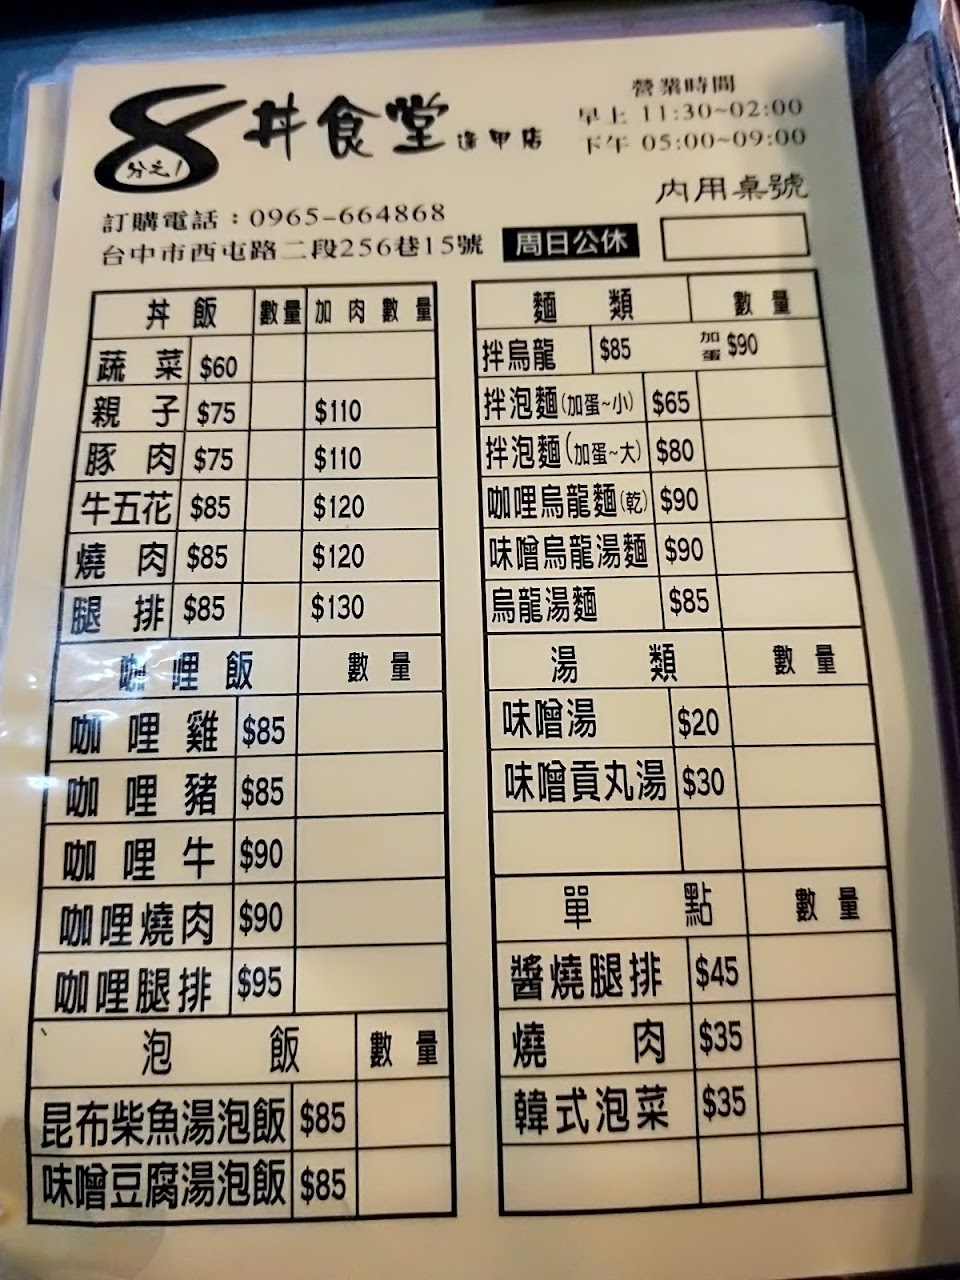 8分之1
丼食堂 逢甲店
營業時間
早上 11:30~02:00
下午 05:00~09:00
內用桌號
訂購電話：0965-664868
台中市西屯路二段256巷15號 周日公休
丼飯 數量 加肉數量
蔬菜 $60
親子 $75 $110
豚肉 $75 $110
牛五花 $85 $120
燒肉 $85 $120
腿排 $85 $130
咖哩飯 數量
咖哩雞 $85
咖哩豬 $85
咖哩牛 $90
咖哩燒肉 $90
咖哩腿排 $95
泡飯 數量
昆布柴魚湯泡飯 $85
味噌豆腐湯泡飯 $85
麵類 數量
拌烏龍 $85 加蛋 $90
拌泡麵(加蛋~小) $65
拌泡麵(加蛋~大) $80
咖哩烏龍麵(乾) $90
味噌烏龍湯麵 $90
烏龍湯麵 $85
湯類 數量
味噌湯 $20
味噌貢丸湯 $30
單點 數量
醬燒腿排 $45
燒肉 $35
韓式泡菜 $35